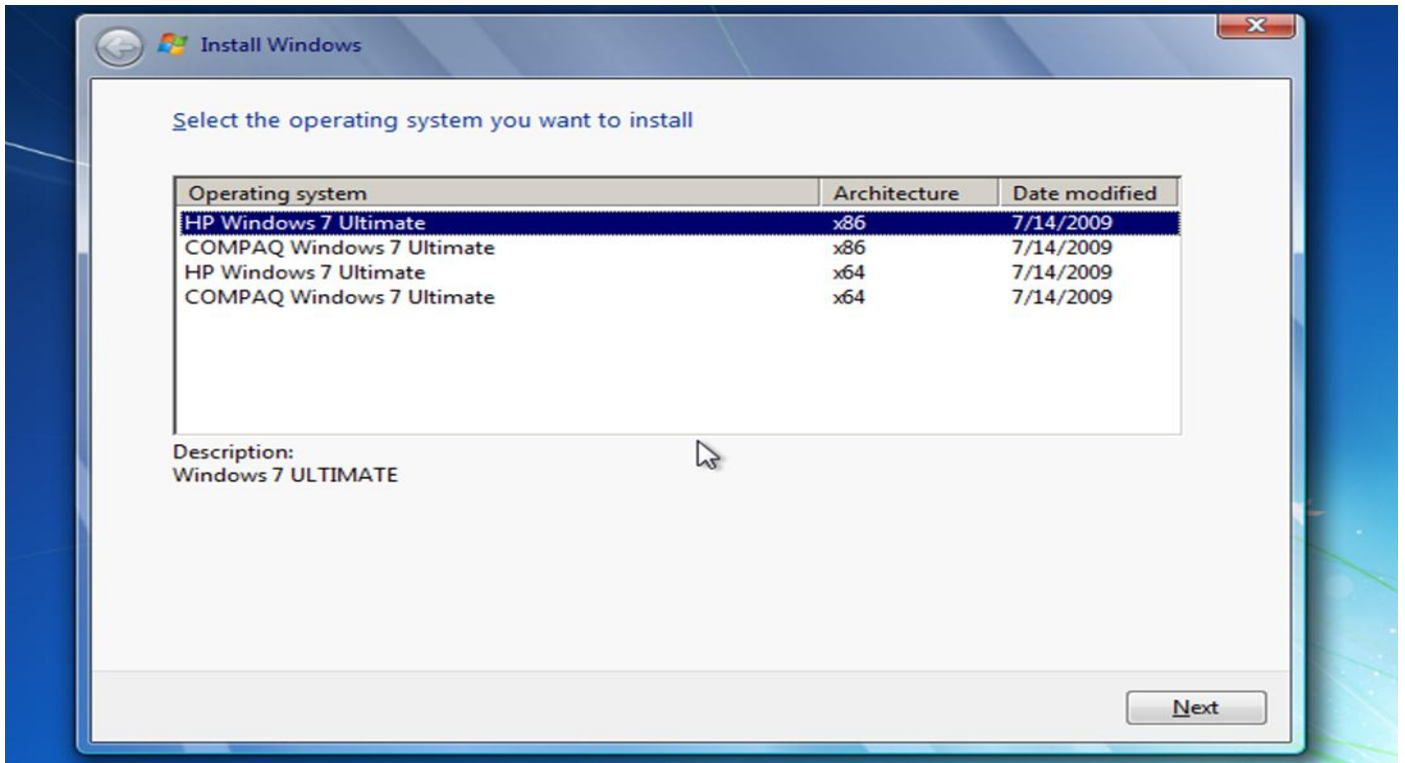 Install Windows
Select the operating system you want to install
Operating system Architecture Date modified
HP Windows 7 Ultimate x86 7/14/2009
COMPAQ Windows 7 Ultimate x86 7/14/2009
HP Windows 7 Ultimate x64 7/14/2009
COMPAQ Windows 7 Ultimate x64 7/14/2009
Description:
Windows 7 ULTIMATE
Next